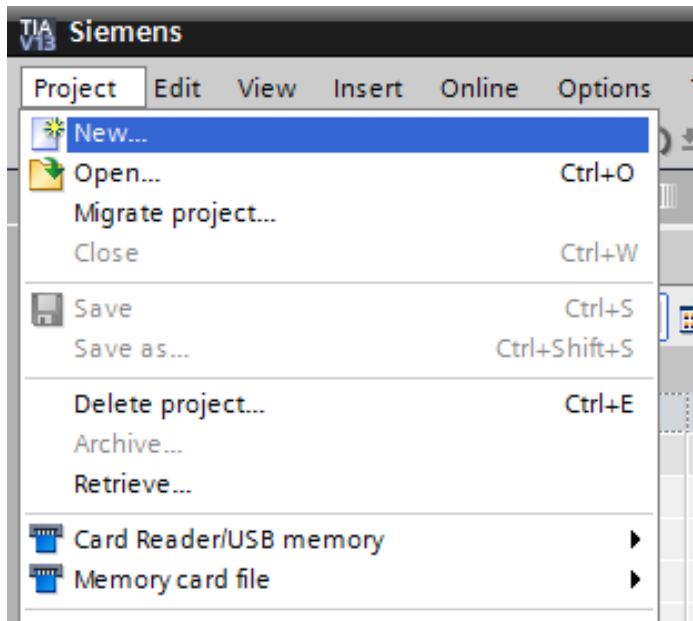 TIA V13 Siemens
Project Edit View Insert Online Options
New...
Open... Ctrl+O
Migrate project...
Close Ctrl+W
Save Ctrl+S
Save as... Ctrl+Shift+S
Delete project... Ctrl+E
Archive...
Retrieve...
Card Reader/USB memory
Memory card file